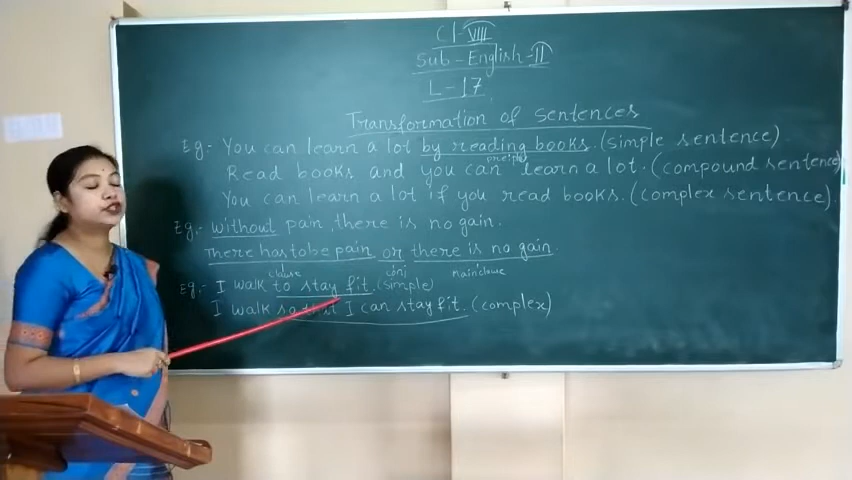 Cl-VIII
Sub-English-II
L-17
Transformation of sentences
Eg:- You can learn a lot by reading books. (simple sentence)
Read books and you can learn a lot. (compound sentence)
You can learn a lot if you read books. (complex sentence)
Eg:- Without pain, there is no gain.
There has to be pain or there is no gain.
clause conj main clause
Eg:- I walk to stay fit. (simple)
I walk so that I can stay fit. (complex)